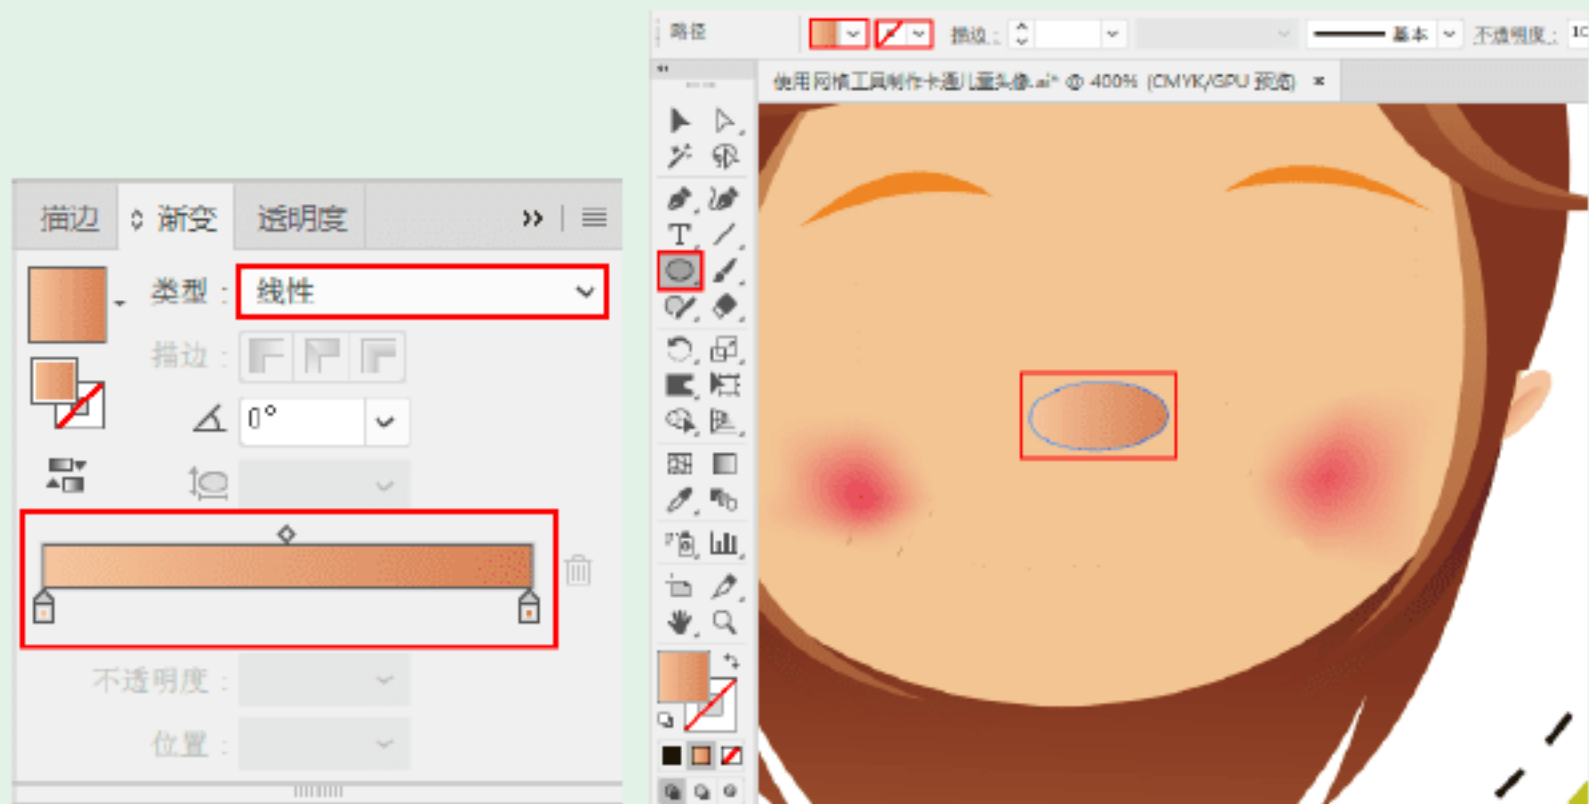 描边 渐变 透明度
类型：
线性
描边：
0°
不透明度：
位置：
路径
描边： 基本 不透明度：
使用网格工具制作卡通儿童头像.ai* @ 400% (CMYK/GPU 预览) ×